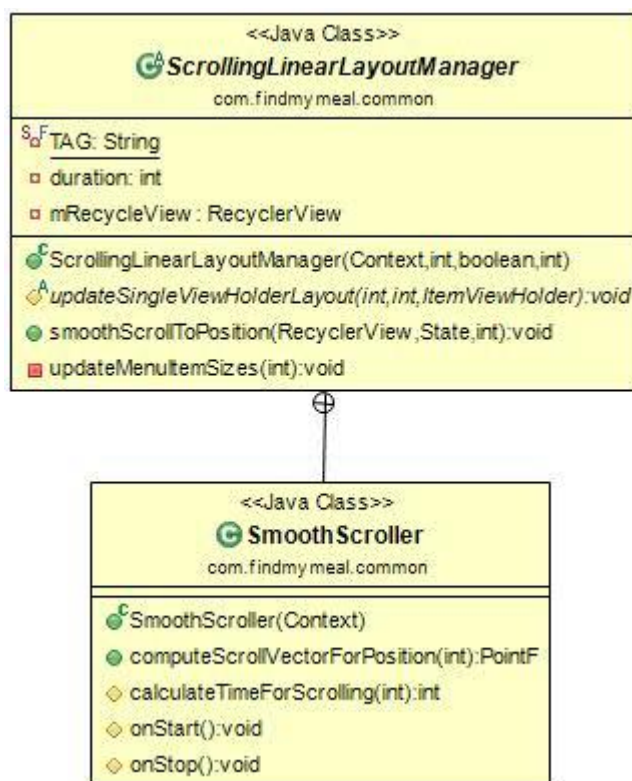 <<Java Class>>
ScrollingLinearLayoutManager
com.findmymeal.common
TAG: String
duration: int
mRecycleView : RecyclerView
ScrollingLinearLayoutManager(Context,int,boolean,int)
updateSingleViewHolderLayout(int,int,ItemViewHolder):void
smoothScrollToPosition(RecyclerView,State,int):void
updateMenuItemSizes(int):void
<<Java Class>>
SmoothScroller
com.findmymeal.common
SmoothScroller(Context)
computeScrollVectorForPosition(int):PointF
calculateTimeForScrolling(int):int
onStart():void
onStop():void